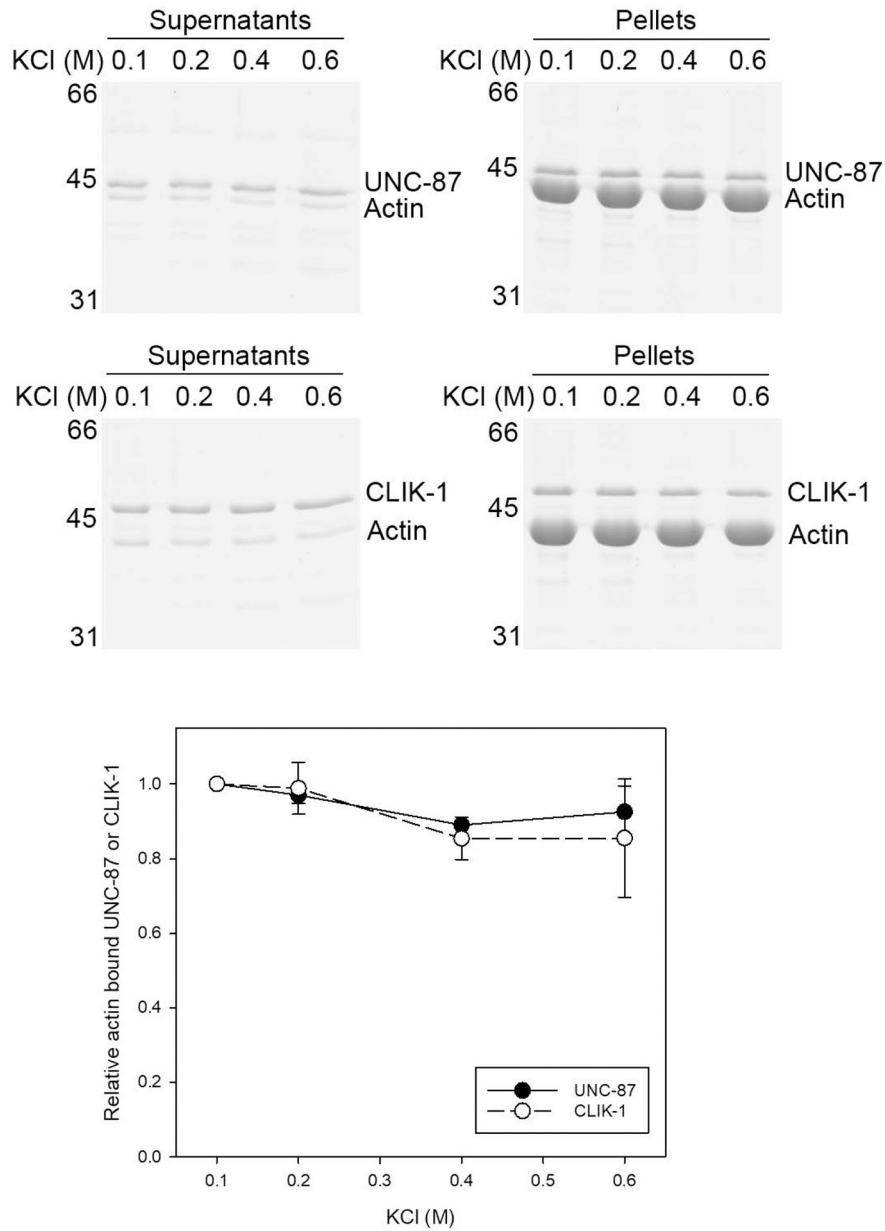 Supernatants
KCl (M) 0.1 0.2 0.4 0.6
66
45
31
UNC-87
Actin
Pellets
KCl (M) 0.1 0.2 0.4 0.6
66
45
31
UNC-87
Actin
Supernatants
KCl (M) 0.1 0.2 0.4 0.6
66
45
31
CLIK-1
Actin
Pellets
KCl (M) 0.1 0.2 0.4 0.6
66
45
31
CLIK-1
Actin
Relative actin bound UNC-87 or CLIK-1
1.0
0.8
0.6
0.4
0.2
0.0
UNC-87
CLIK-1
0.1 0.2 0.3 0.4 0.5 0.6
KCl (M)